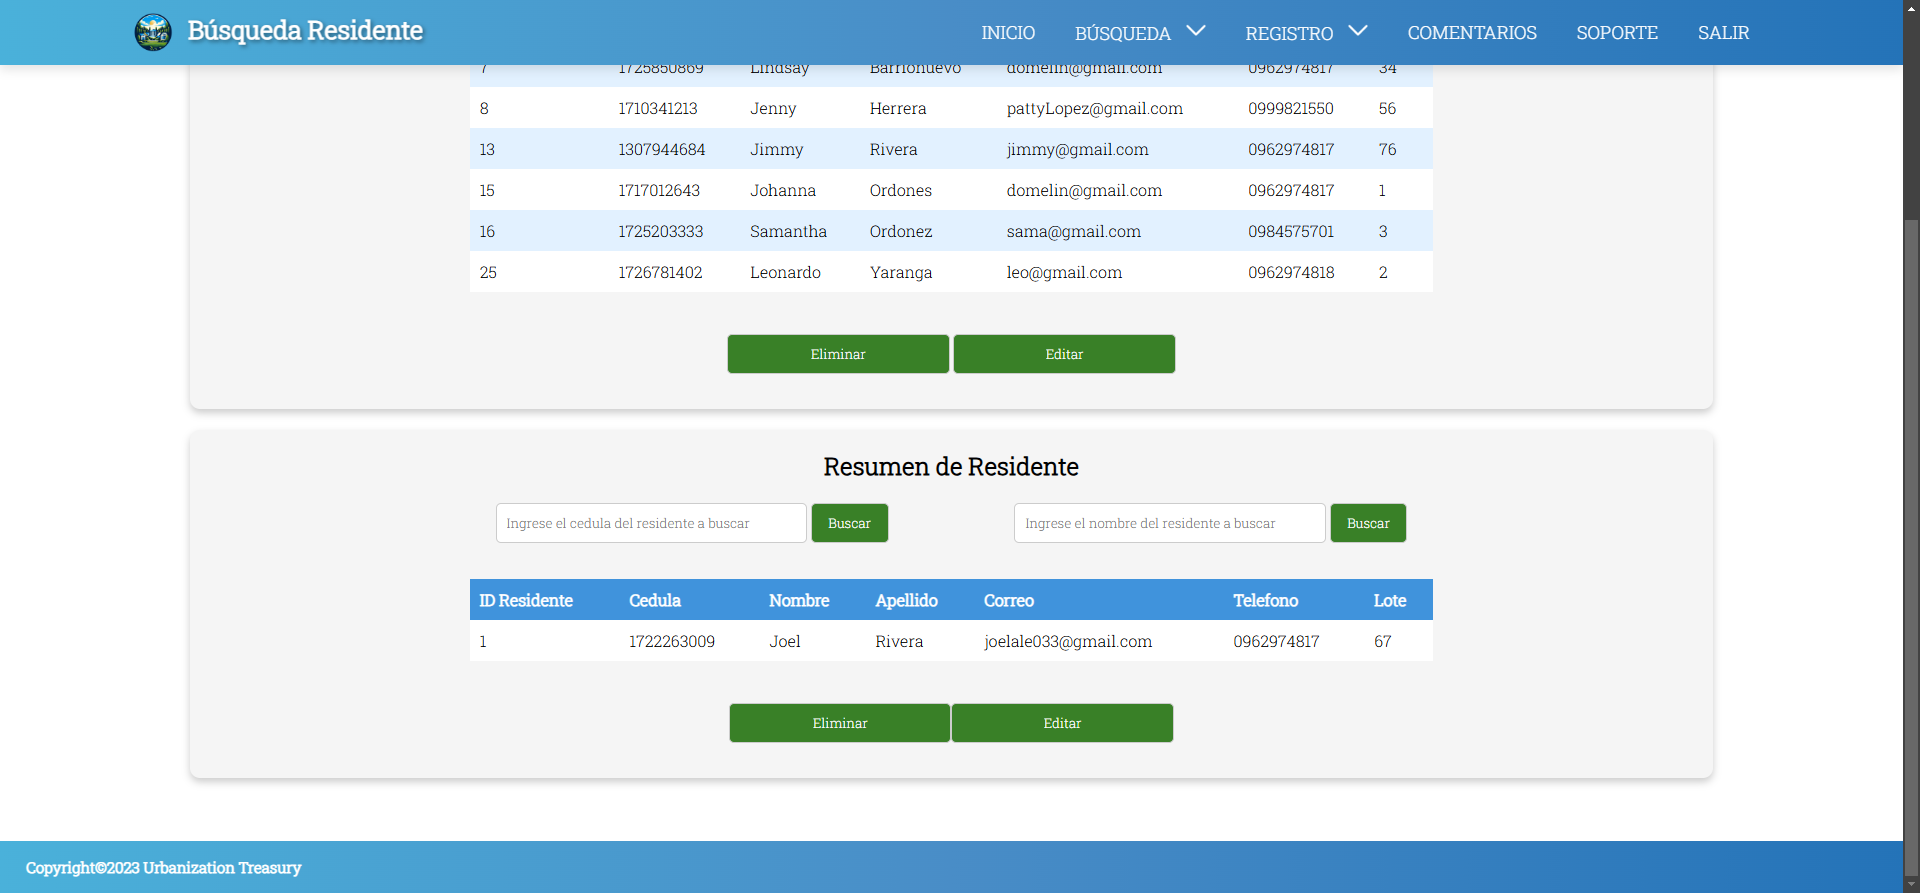 Búsqueda Residente INICIO BÚSQUEDA REGISTRO COMENTARIOS SOPORTE SALIR
7 1725850869 Lindsay Barrionuevo domelin@gmail.com 0962974817 34
8 1710341213 Jenny Herrera pattyLopez@gmail.com 0999821550 56
13 1307944684 Jimmy Rivera jimmy@gmail.com 0962974817 76
15 1717012643 Johanna Ordones domelin@gmail.com 0962974817 1
16 1725203333 Samantha Ordonez sama@gmail.com 0984575701 3
25 1726781402 Leonardo Yaranga leo@gmail.com 0962974818 2
Eliminar Editar
Resumen de Residente
Ingrese el cedula del residente a buscar Buscar Ingrese el nombre del residente a buscar Buscar
ID Residente Cedula Nombre Apellido Correo Telefono Lote
1 1722263009 Joel Rivera joelale033@gmail.com 0962974817 67
Eliminar Editar
Copyright©2023 Urbanization Treasury